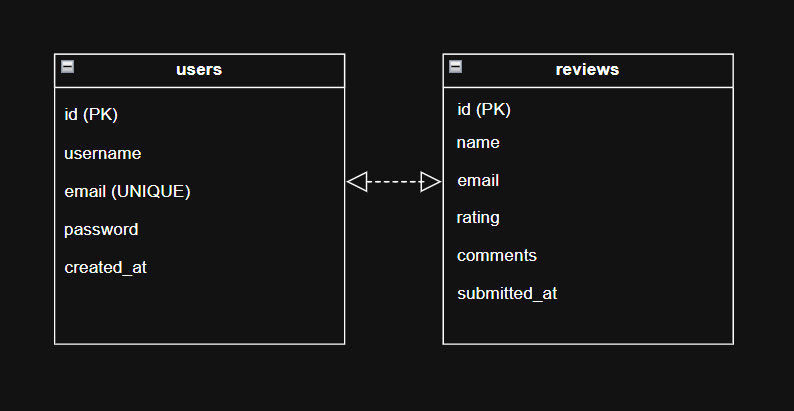 users
id (PK)
username
email (UNIQUE)
password
created_at
reviews
id (PK)
name
email
rating
comments
submitted_at